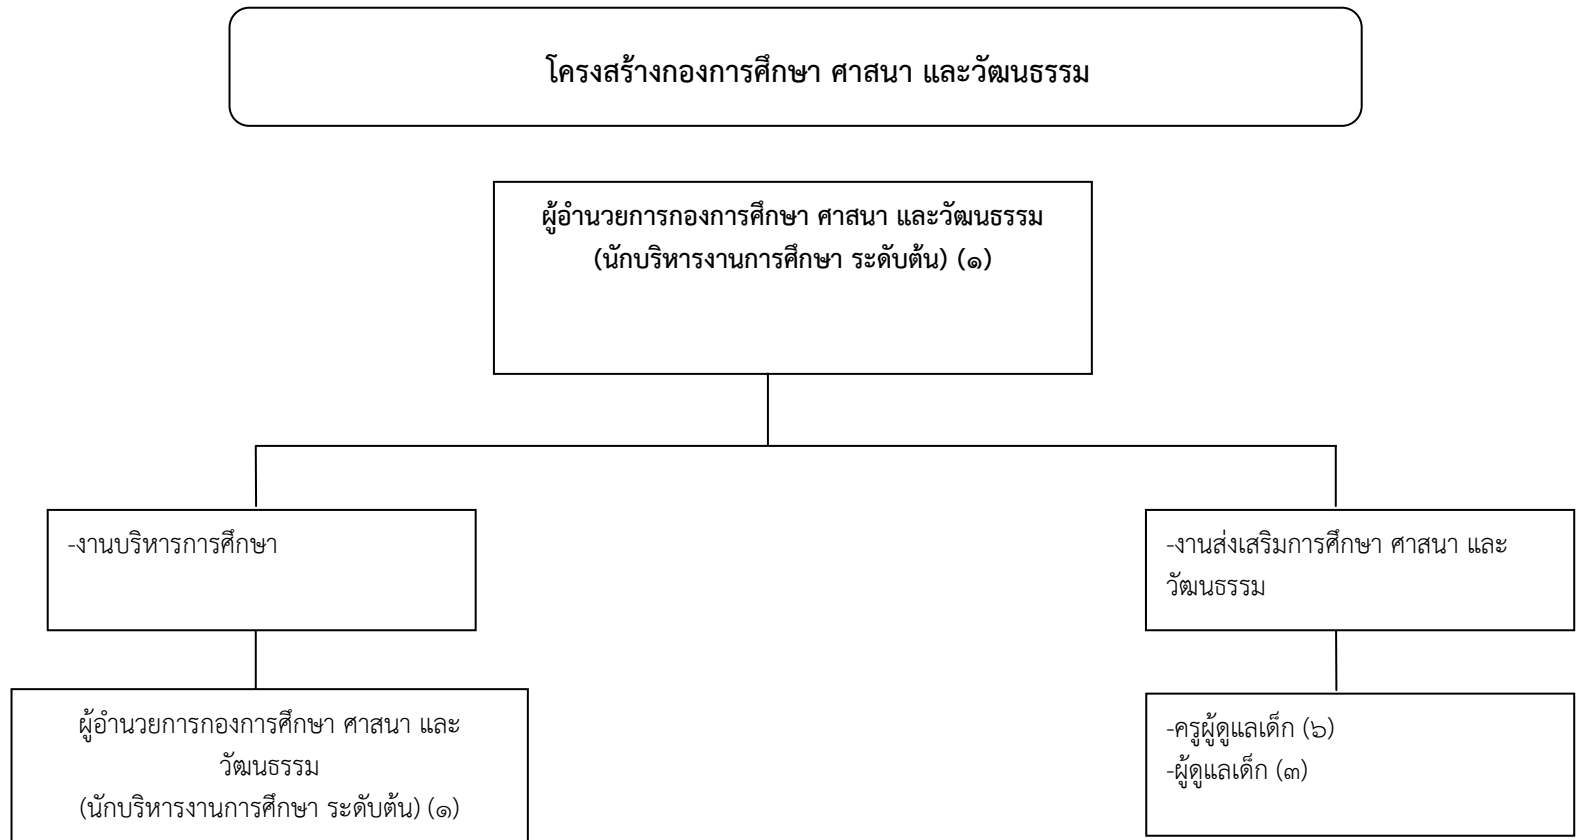 โครงสร้างกองการศึกษา ศาสนา และวัฒนธรรม
ผู้อำนวยการกองการศึกษา ศาสนา และวัฒนธรรม
(นักบริหารงานการศึกษา ระดับต้น) (๑)
-งานบริหารการศึกษา
-งานส่งเสริมการศึกษา ศาสนา และ
วัฒนธรรม
ผู้อำนวยการกองการศึกษา ศาสนา และ
วัฒนธรรม
(นักบริหารงานการศึกษา ระดับต้น) (๑)
-ครูผู้ดูแลเด็ก (๖)
-ผู้ดูแลเด็ก (๓)